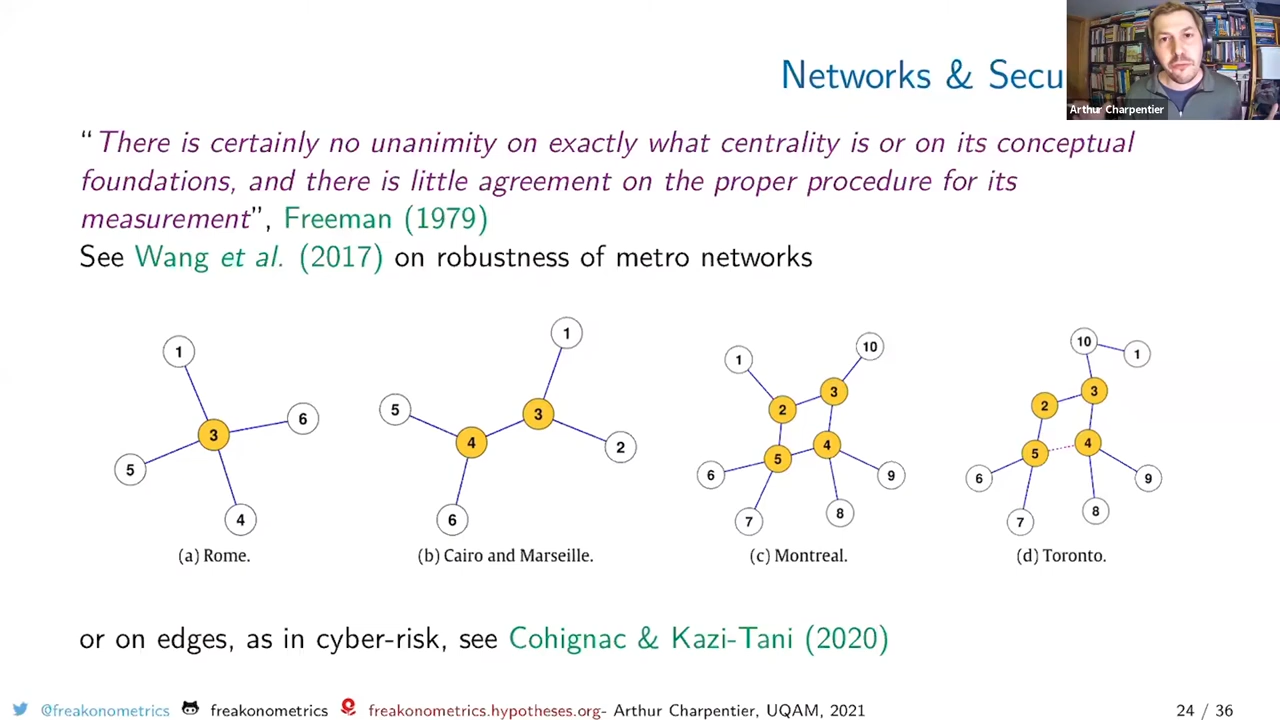 Networks & Secu
Arthur Charpentier
“There is certainly no unanimity on exactly what centrality is or on its conceptual
foundations, and there is little agreement on the proper procedure for its
measurement”, Freeman (1979)
See Wang et al. (2017) on robustness of metro networks
1
6
3
5
4
(a) Rome.
1
5
3
4
2
6
(b) Cairo and Marseille.
10
1
3
2
4
5
6
9
8
7
(c) Montreal.
10
1
3
2
4
5
6
9
8
7
(d) Toronto.
or on edges, as in cyber-risk, see Cohignac & Kazi-Tani (2020)
@freakonometrics freakonometrics freakonometrics.hypotheses.org- Arthur Charpentier, UQAM, 2021 24 / 36